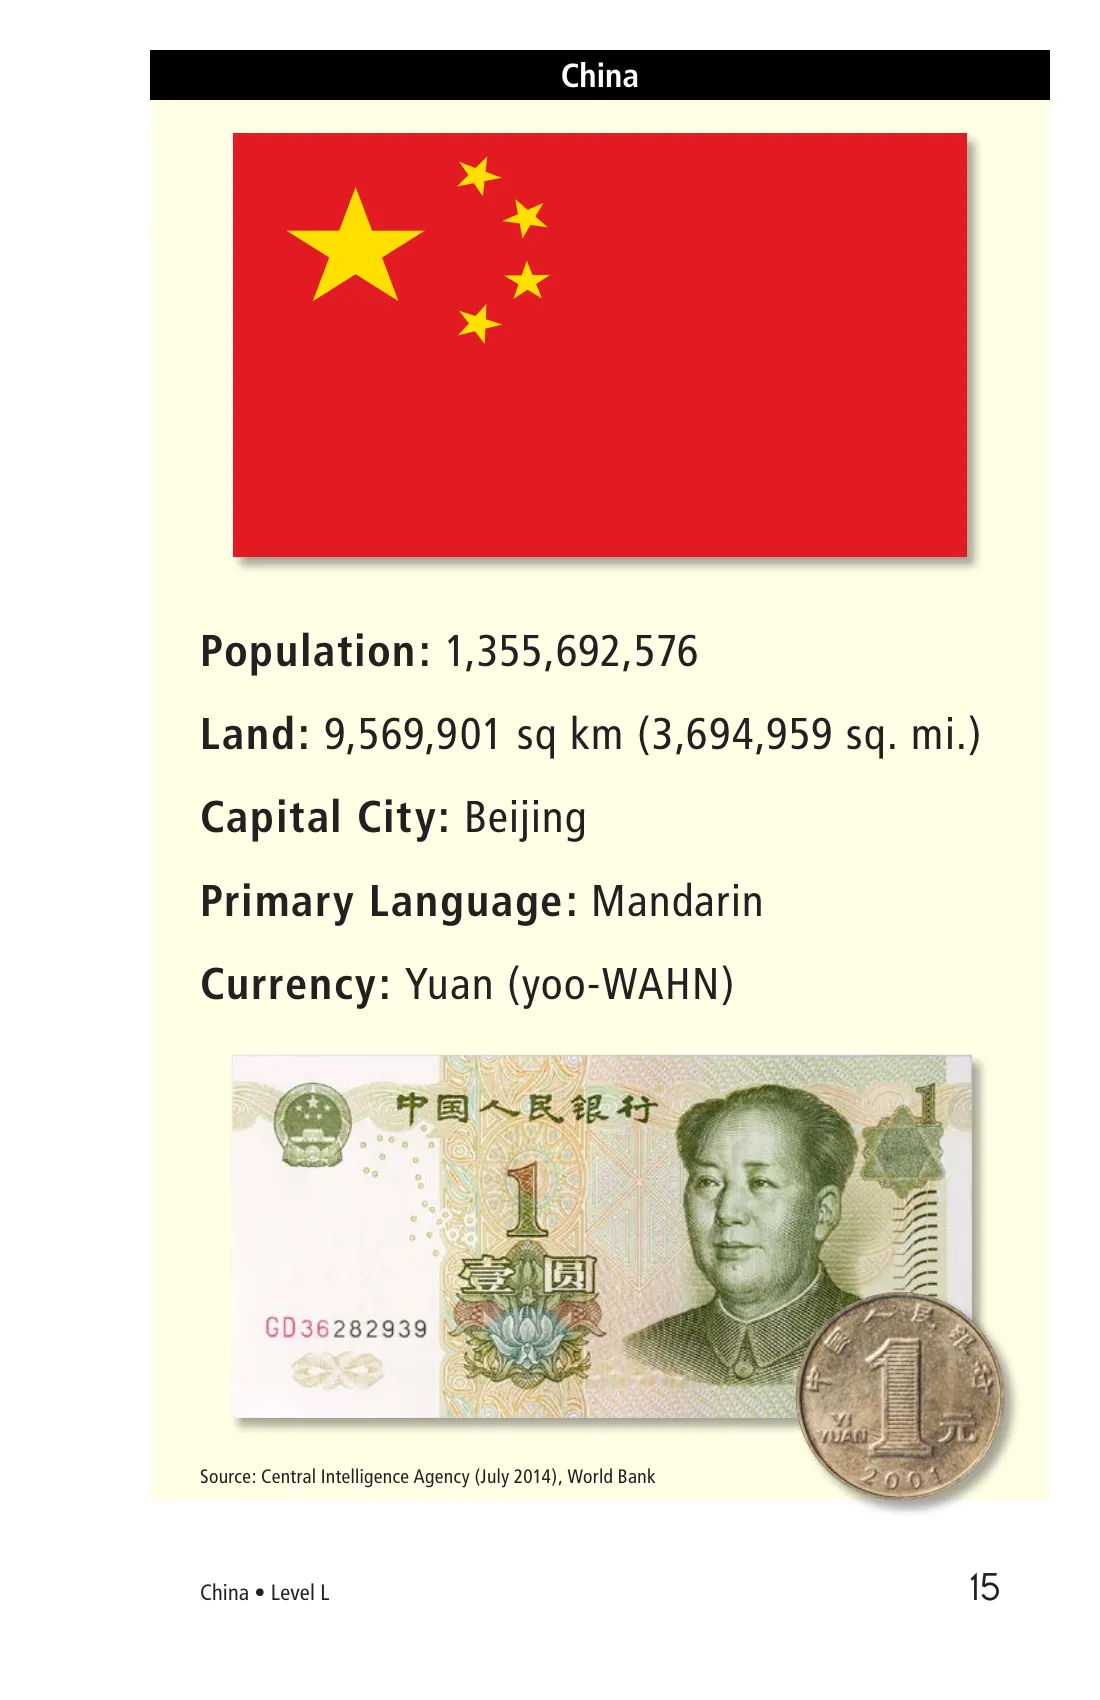 China
Population: 1,355,692,576
Land: 9,569,901 sq km (3,694,959 sq. mi.)
Capital City: Beijing
Primary Language: Mandarin
Currency: Yuan (yoo-WAHN)
中国人民银行
1
1
壹 圆
GD36282939
中国人民银行
1
YI
YUAN
元
2001
Source: Central Intelligence Agency (July 2014), World Bank
China • Level L
15